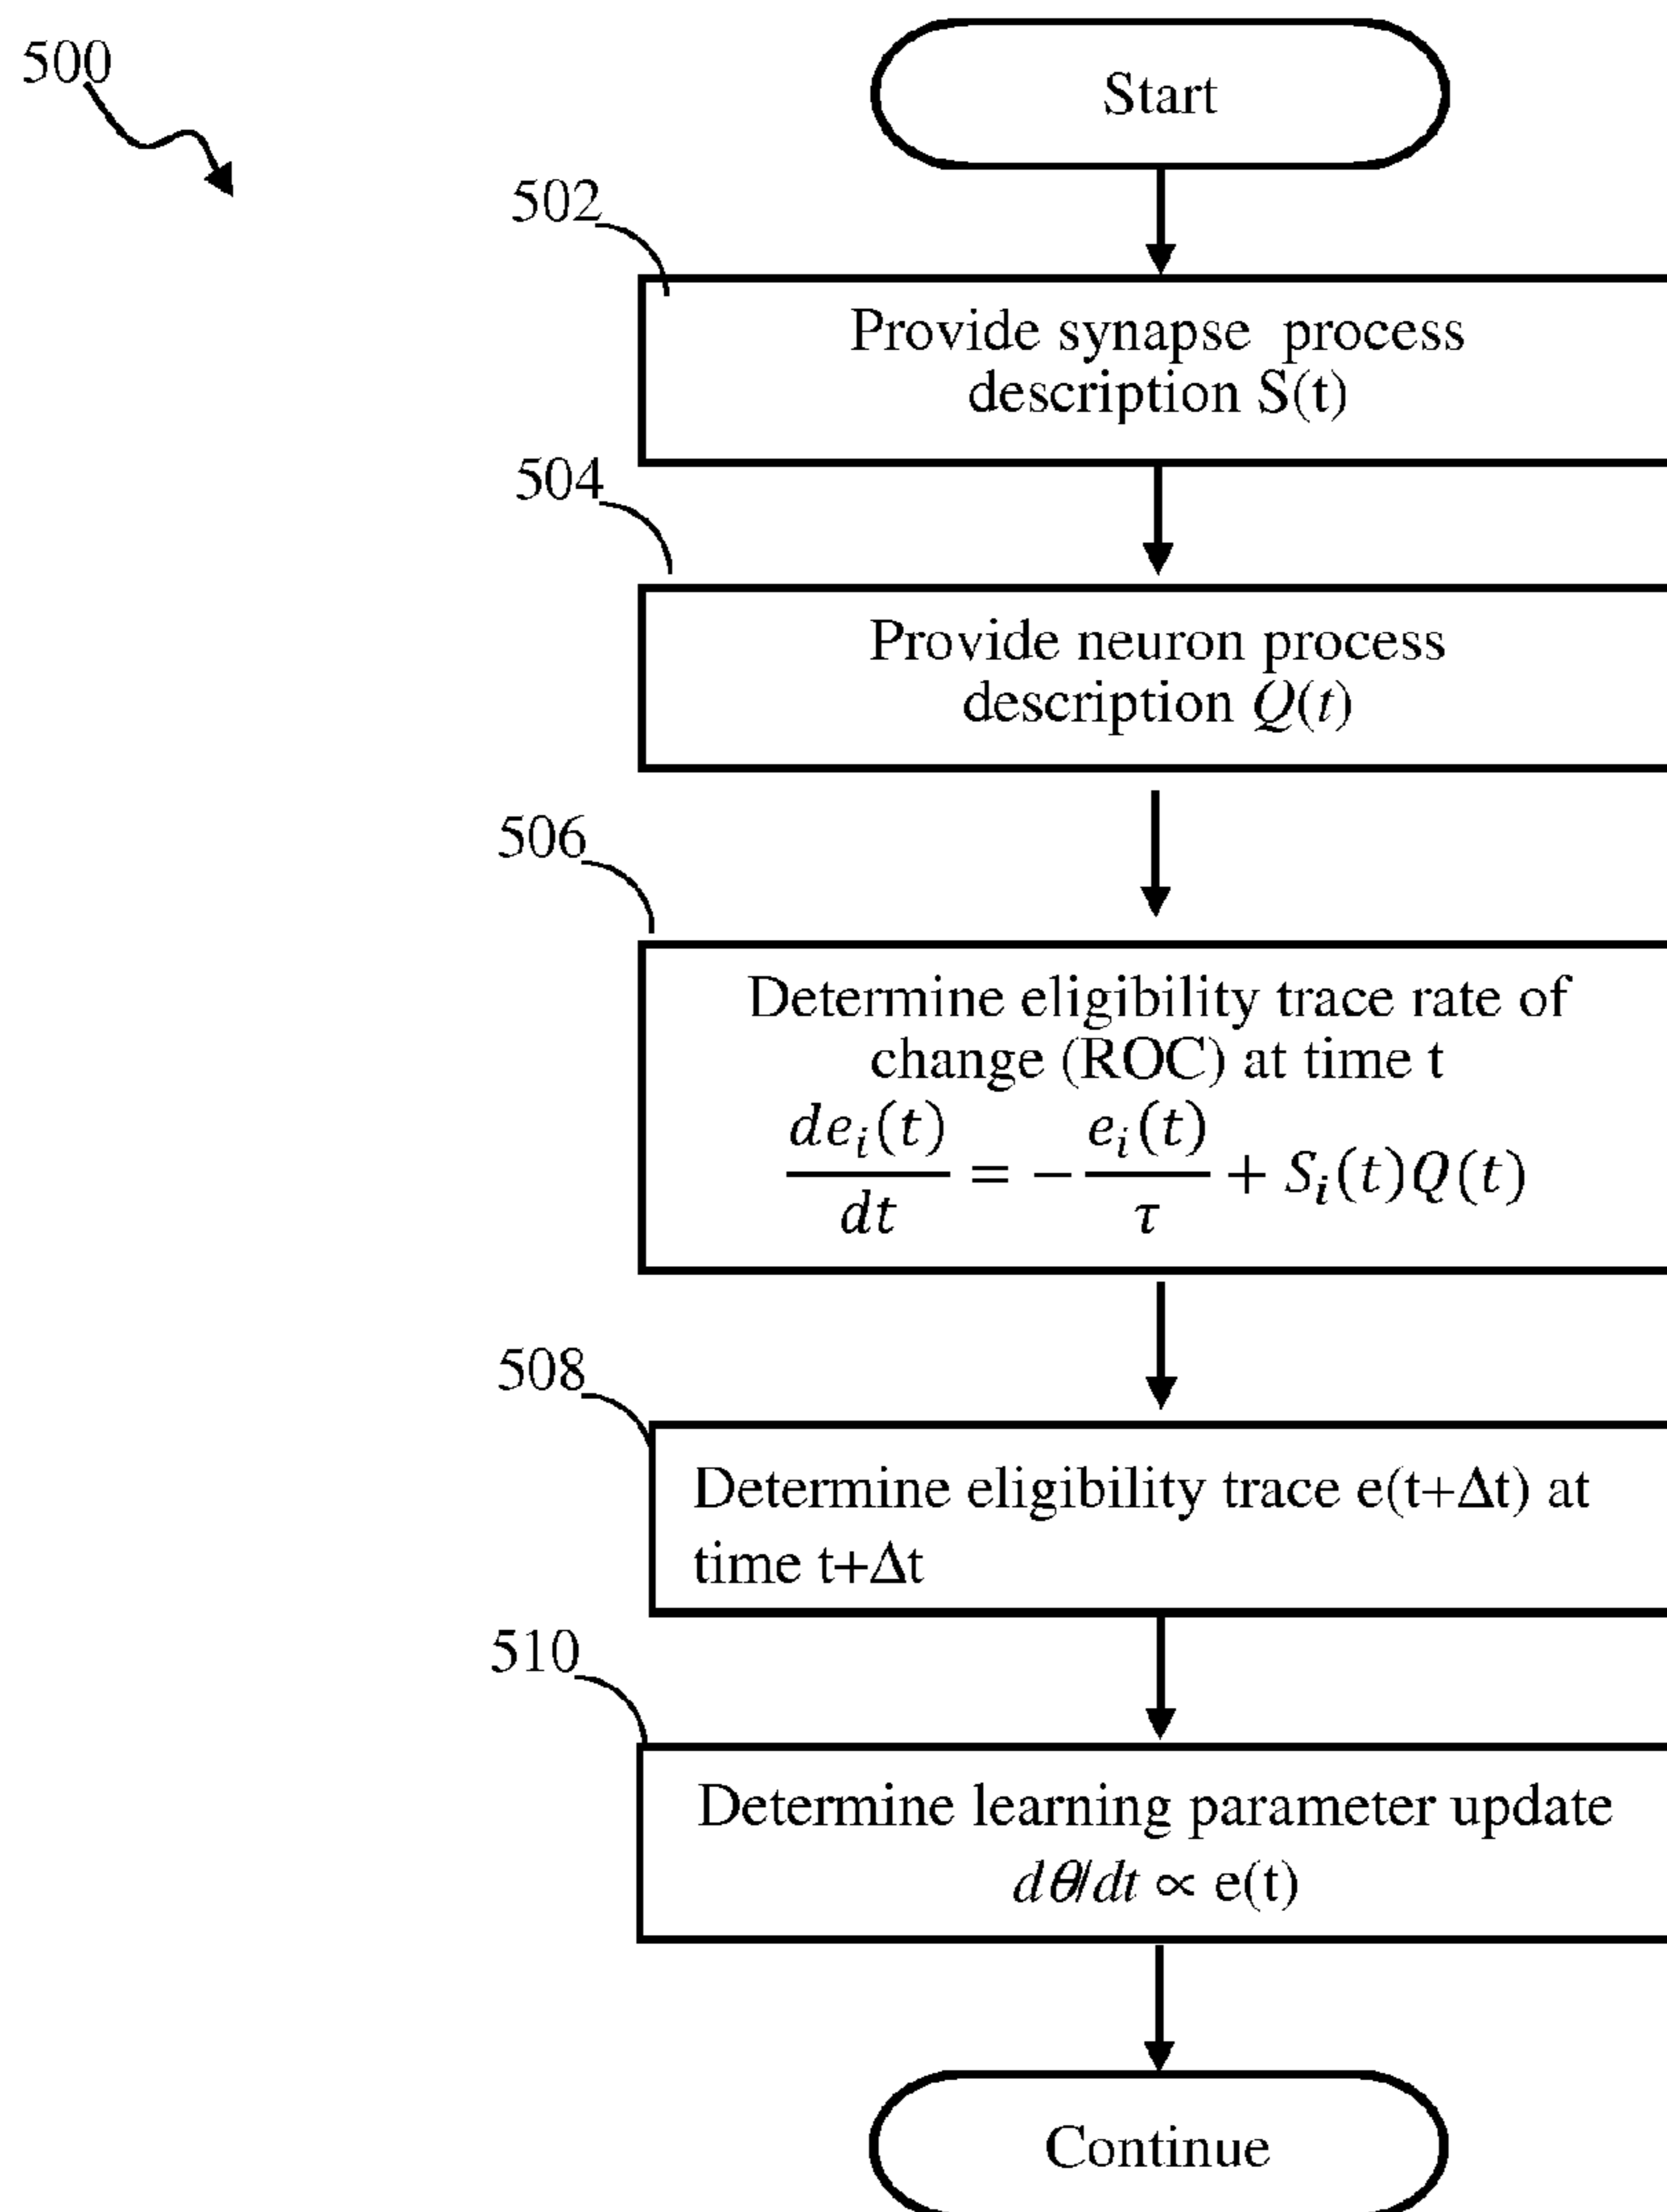 500
Start
502
Provide synapse process
description S(t)
504
Provide neuron process
description Q(t)
506
Determine eligibility trace rate of
change (ROC) at time t
de_i(t)/dt = − e_i(t)/τ + S_i(t)Q(t)
508
Determine eligibility trace e(t+Δt) at
time t+Δt
510
Determine learning parameter update
dθ/dt ∝ e(t)
Continue